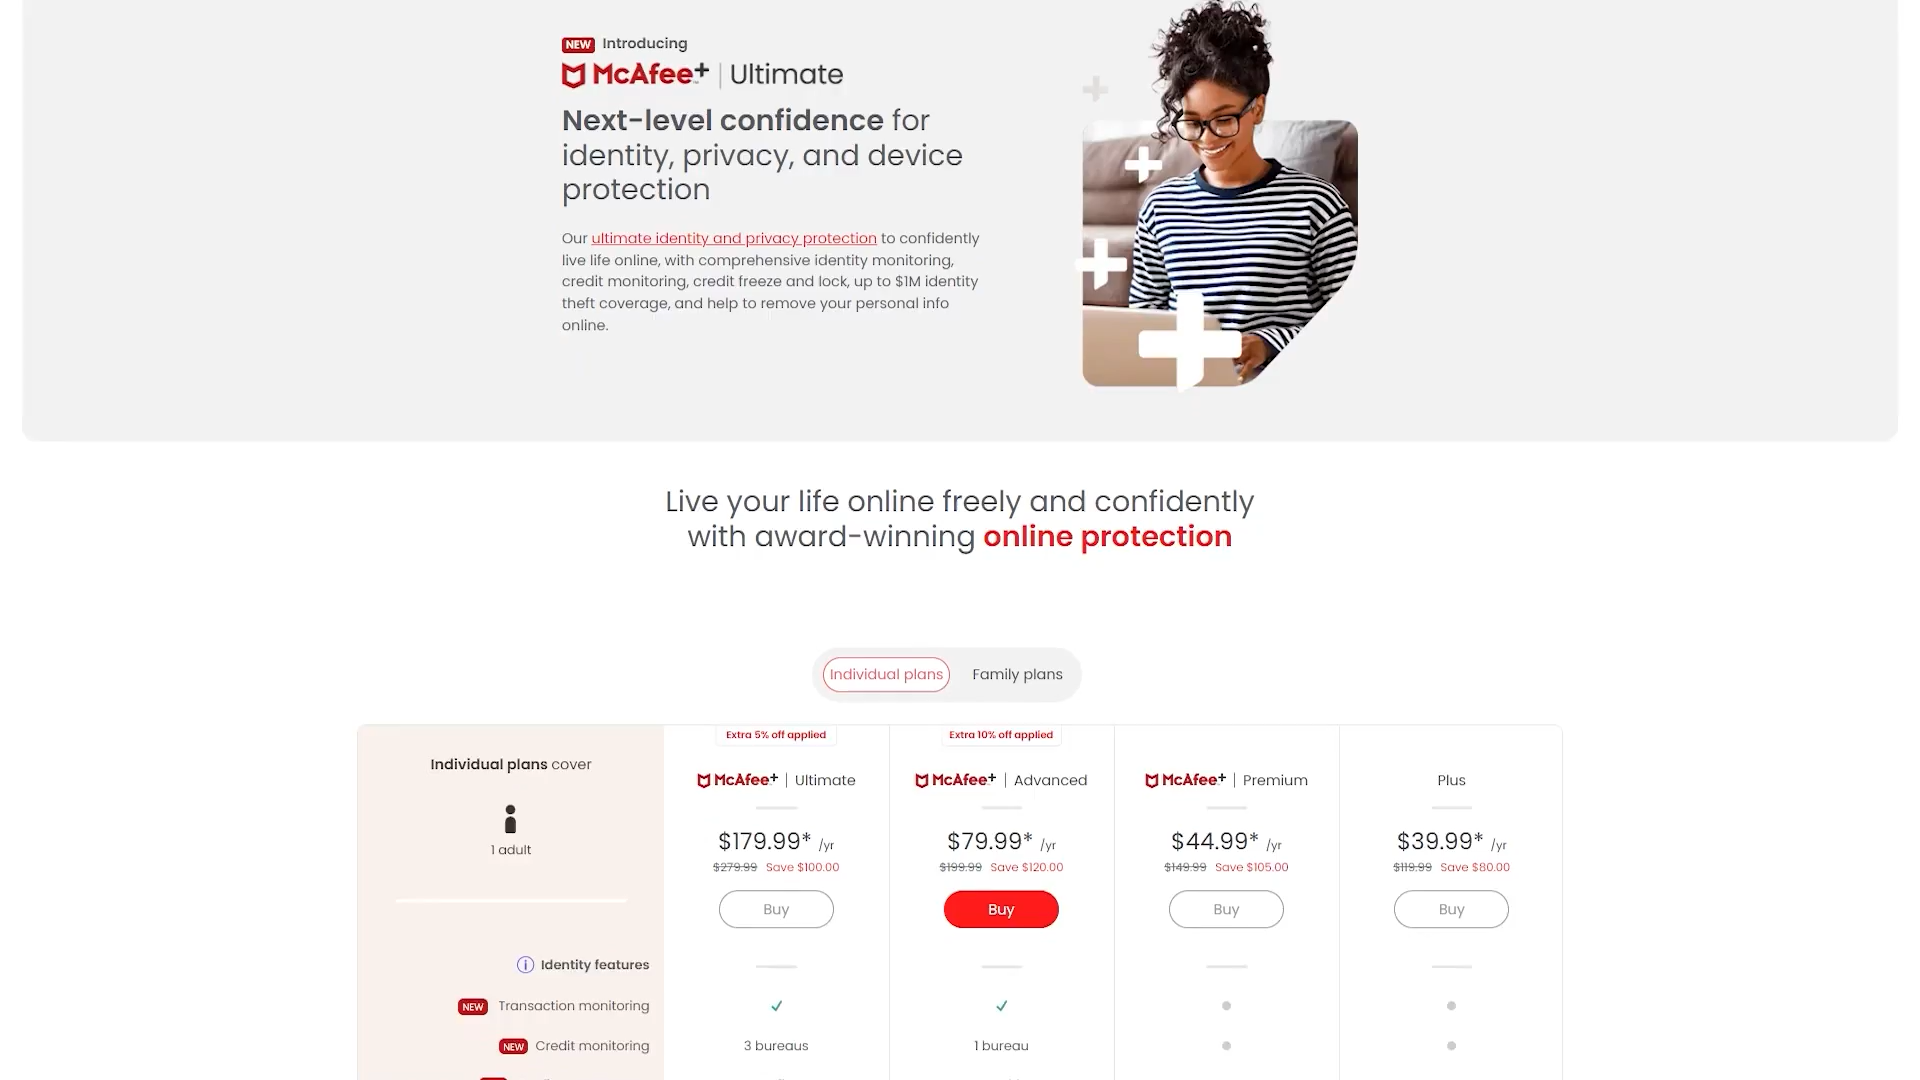 NEW Introducing
McAfee+ | Ultimate
Next-level confidence for
identity, privacy, and device
protection
Our ultimate identity and privacy protection to confidently
live life online, with comprehensive identity monitoring,
credit monitoring, credit freeze and lock, up to $1M identity
theft coverage, and help to remove your personal info
online.
Live your life online freely and confidently
with award-winning online protection
Individual plans Family plans
Extra 5% off applied Extra 10% off applied
Individual plans cover
McAfee+ | Ultimate McAfee+ | Advanced McAfee+ | Premium Plus
$179.99* /yr $79.99* /yr $44.99* /yr $39.99* /yr
1 adult
$279.99 Save $100.00 $199.99 Save $120.00 $149.99 Save $105.00 $119.99 Save $80.00
Buy Buy Buy Buy
Identity features
NEW Transaction monitoring
NEW Credit monitoring 3 bureaus 1 bureau